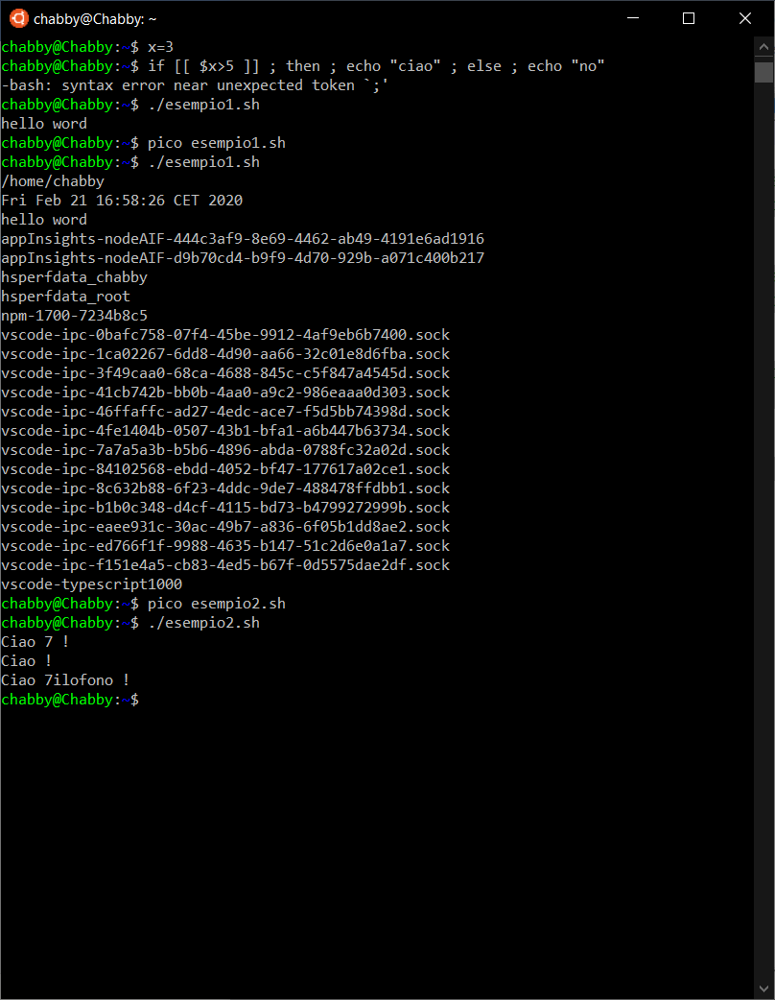 chabby@Chabby: ~
chabby@Chabby:~$ x=3
chabby@Chabby:~$ if [[ $x>5 ]] ; then ; echo "ciao" ; else ; echo "no"
-bash: syntax error near unexpected token `;'
chabby@Chabby:~$ ./esempio1.sh
hello word
chabby@Chabby:~$ pico esempio1.sh
chabby@Chabby:~$ ./esempio1.sh
/home/chabby
Fri Feb 21 16:58:26 CET 2020
hello word
appInsights-nodeAIF-444c3af9-8e69-4462-ab49-4191e6ad1916
appInsights-nodeAIF-d9b70cd4-b9f9-4d70-929b-a071c400b217
hsperfdata_chabby
hsperfdata_root
npm-1700-7234b8c5
vscode-ipc-0bafc758-07f4-45be-9912-4af9eb6b7400.sock
vscode-ipc-1ca02267-6dd8-4d90-aa66-32c01e8d6fba.sock
vscode-ipc-3f49caa0-68ca-4688-845c-c5f847a4545d.sock
vscode-ipc-41cb742b-bb0b-4aa0-a9c2-986eaaa0d303.sock
vscode-ipc-46ffaffc-ad27-4edc-ace7-f5d5bb74398d.sock
vscode-ipc-4fe1404b-0507-43b1-bfa1-a6b447b63734.sock
vscode-ipc-7a7a5a3b-b5b6-4896-abda-0788fc32a02d.sock
vscode-ipc-84102568-ebdd-4052-bf47-177617a02ce1.sock
vscode-ipc-8c632b88-6f23-4ddc-9de7-488478ffdbb1.sock
vscode-ipc-b1b0c348-d4cf-4115-bd73-b4799272999b.sock
vscode-ipc-eaee931c-30ac-49b7-a836-6f05b1dd8ae2.sock
vscode-ipc-ed766f1f-9988-4635-b147-51c2d6e0a1a7.sock
vscode-ipc-f151e4a5-cb83-4ed5-b67f-0d5575dae2df.sock
vscode-typescript1000
chabby@Chabby:~$ pico esempio2.sh
chabby@Chabby:~$ ./esempio2.sh
Ciao 7 !
Ciao !
Ciao 7ilofono !
chabby@Chabby:~$